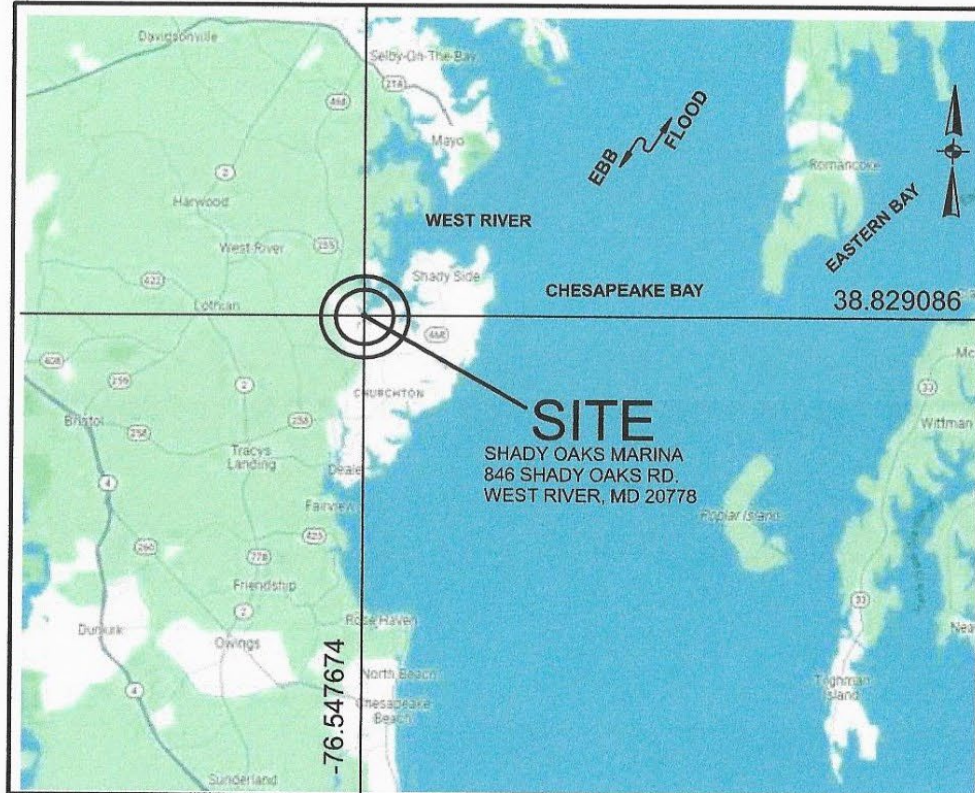 Davidsonville
Selby-On-The-Bay
214
468
Mayo
EBB
FLOOD
Romancoke
2
Harwood
WEST RIVER
EASTERN BAY
West River
255
Shady Side
422
Lothian
CHESAPEAKE BAY
38.829086
468
408
259
2
33
CHURCHTON
Bristol
258
258
Tracys
Landing
SITE
SHADY OAKS MARINA
846 SHADY OAKS RD.
WEST RIVER, MD 20778
Wittman
Deale
4
Fairview
Poplar Island
423
260
778
Friendship
33
2
Rose Haven
Dunkirk
Owings
-76.547674
North Beach
4
Chesapeake
Beach
Tilghman
Island
Sunderland